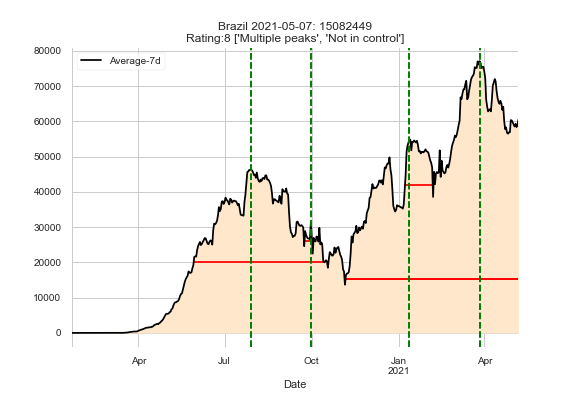 Brazil 2021-05-07: 15082449
Rating:8 ['Multiple peaks', 'Not in control']
Average-7d
80000
70000
60000
50000
40000
30000
20000
10000
0
Apr
Jul
Oct
Jan
2021
Apr
Date